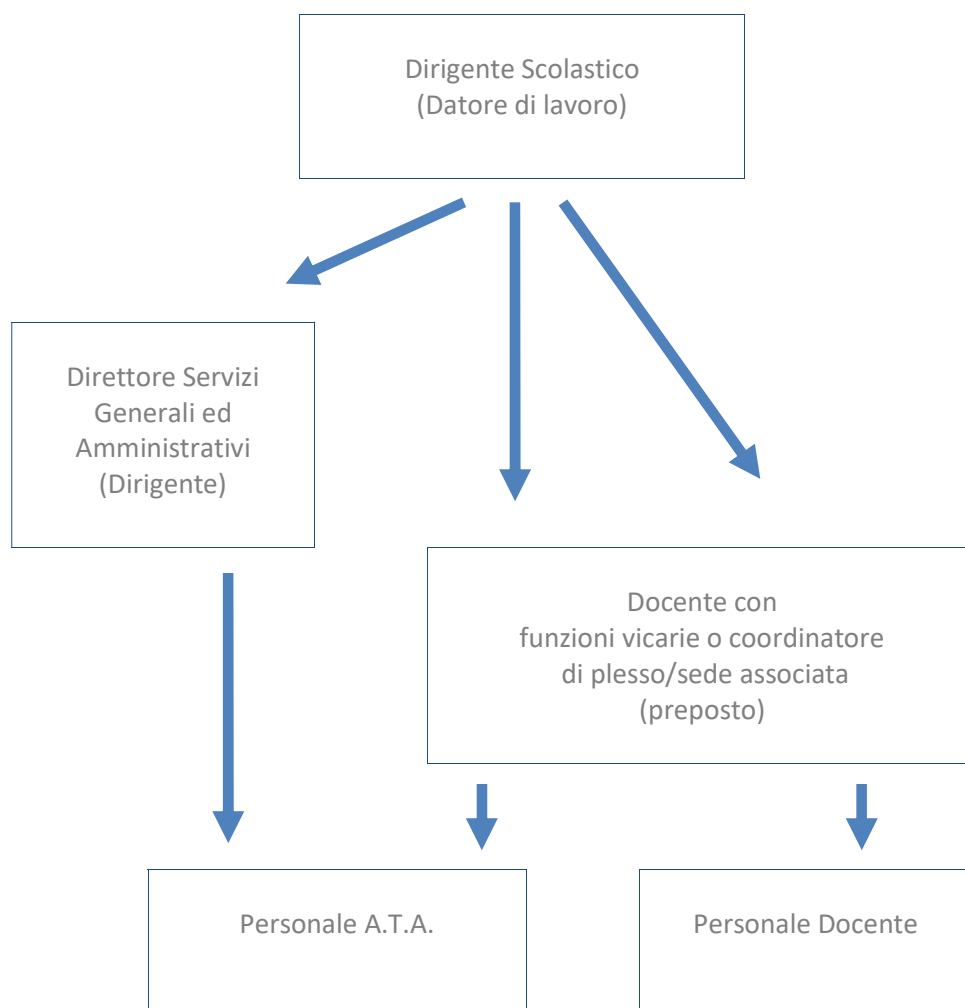 Dirigente Scolastico
(Datore di lavoro)
Direttore Servizi
Generali ed
Amministrativi
(Dirigente)
Docente con
funzioni vicarie o coordinatore
di plesso/sede associata
(preposto)
Personale A.T.A.
Personale Docente